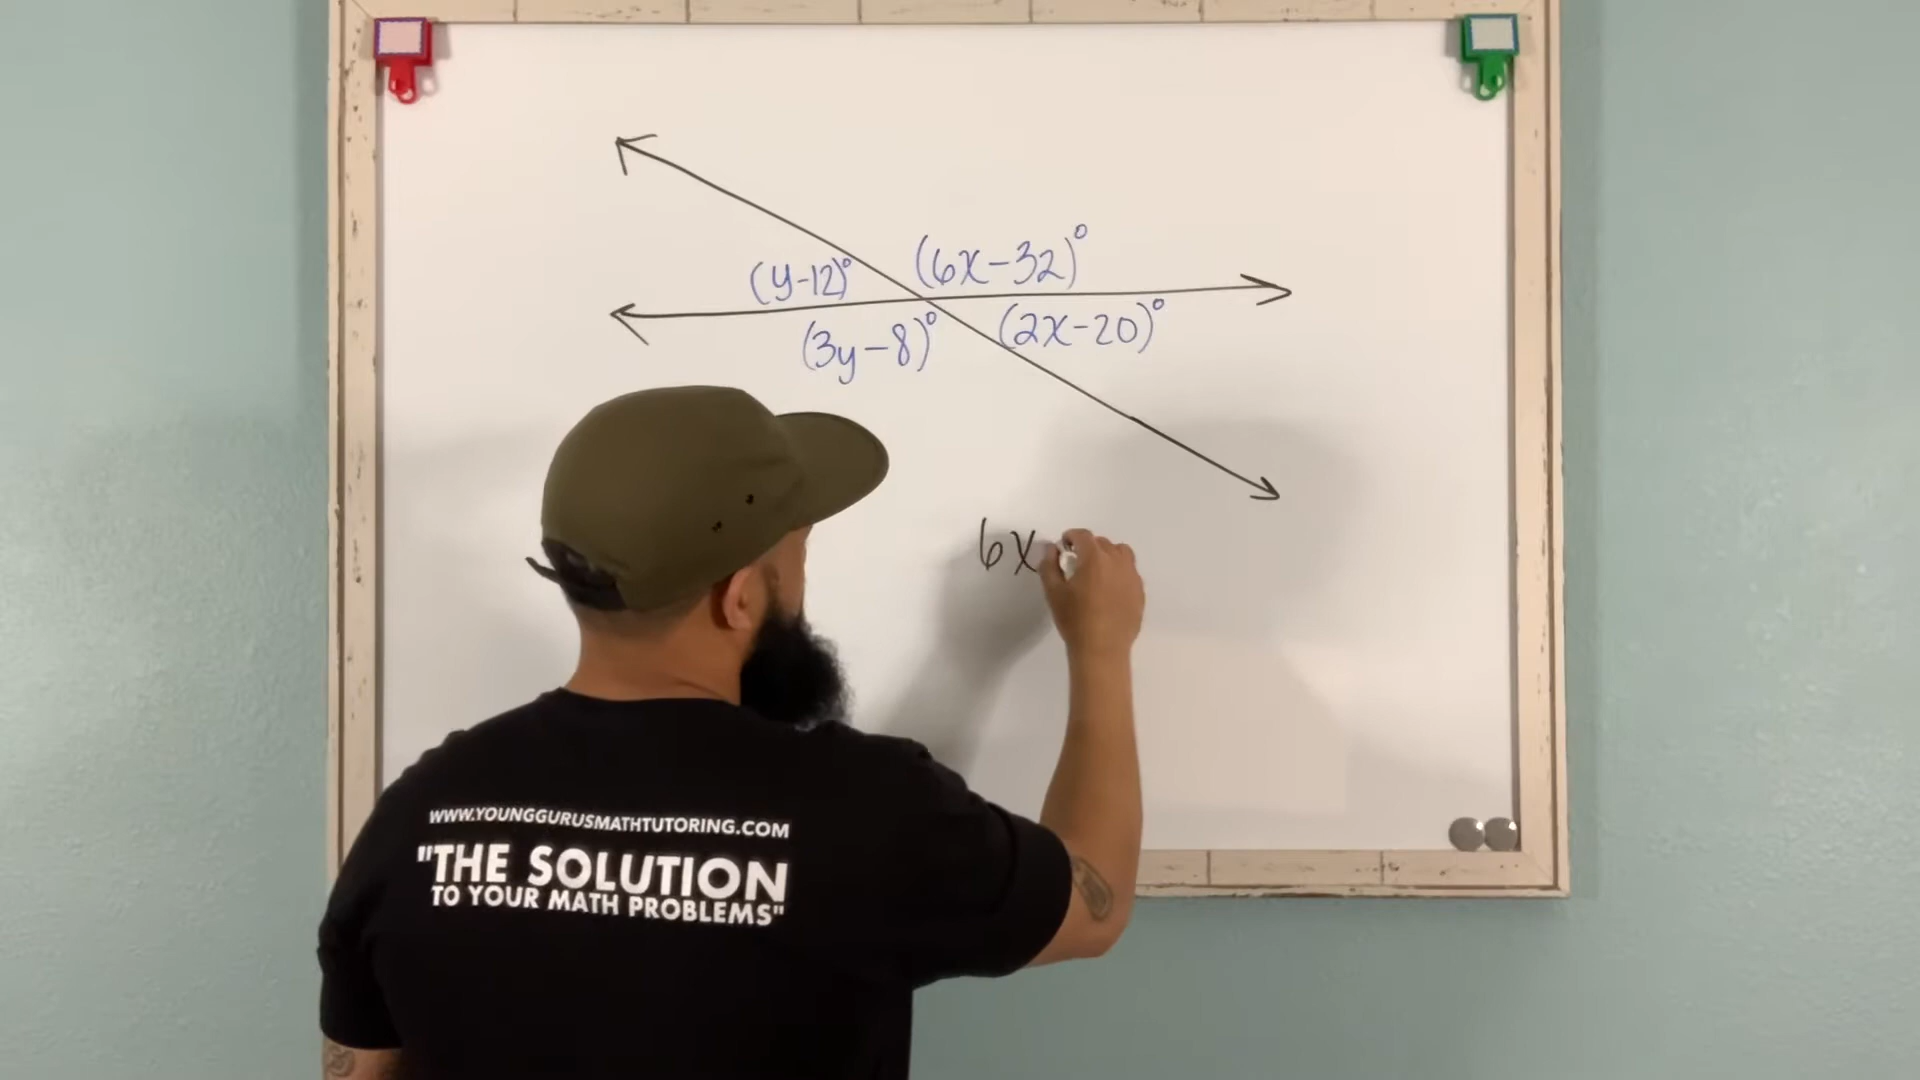 (6x-32)°
(y-12)°
(3y-8)°
(2x-20)°
6x
WWW.YOUNGGURUSMATHTUTORING.COM
"THE SOLUTION
TO YOUR MATH PROBLEMS"